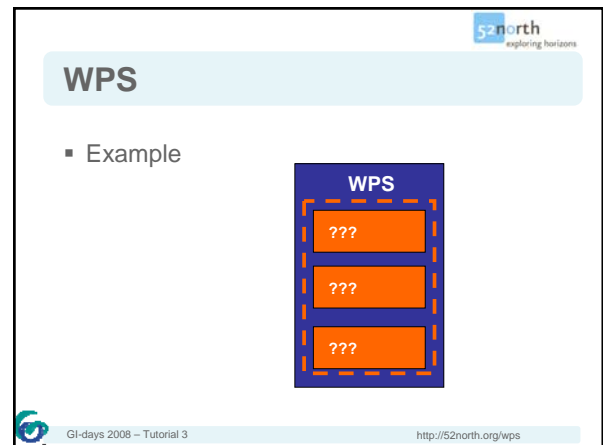 52north
exploring horizons
WPS
▪ Example
WPS
???
???
???
GI-days 2008 – Tutorial 3
http://52north.org/wps